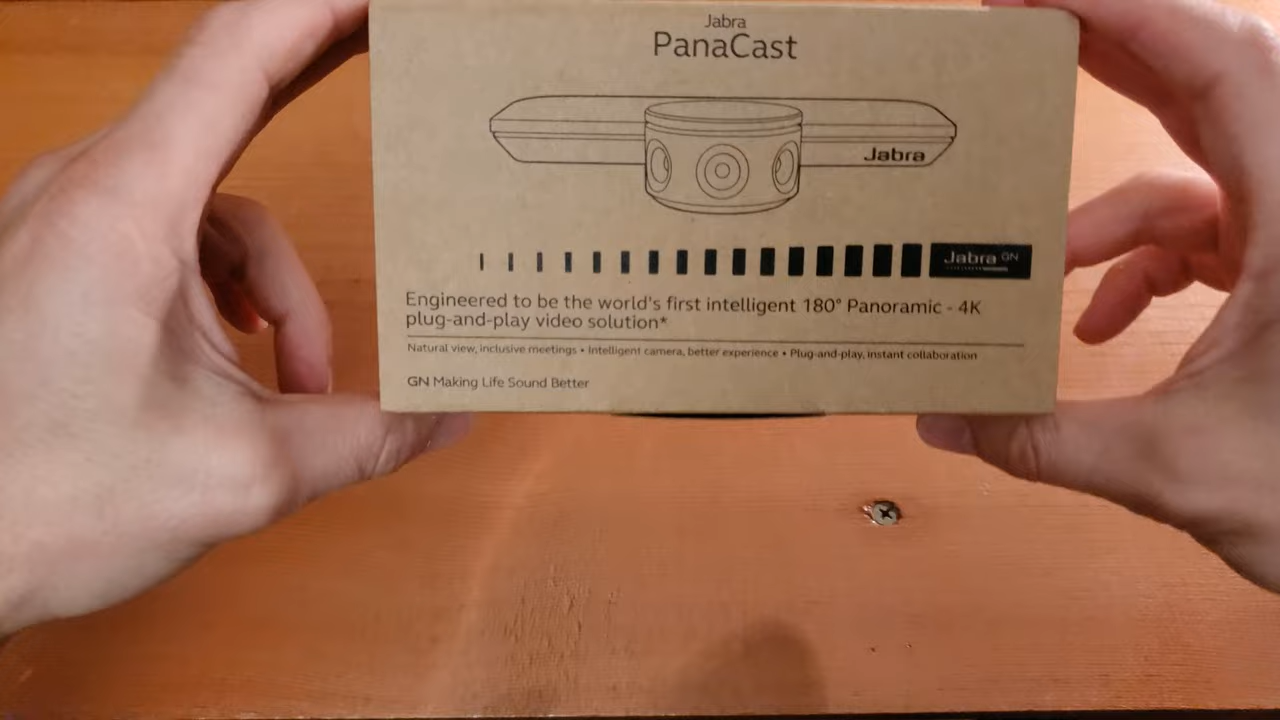 Jabra
PanaCast
Jabra
Jabra GN
Engineered to be the world's first intelligent 180° Panoramic - 4K
plug-and-play video solution*
Natural view, inclusive meetings • Intelligent camera, better experience • Plug-and-play, instant collaboration
GN Making Life Sound Better